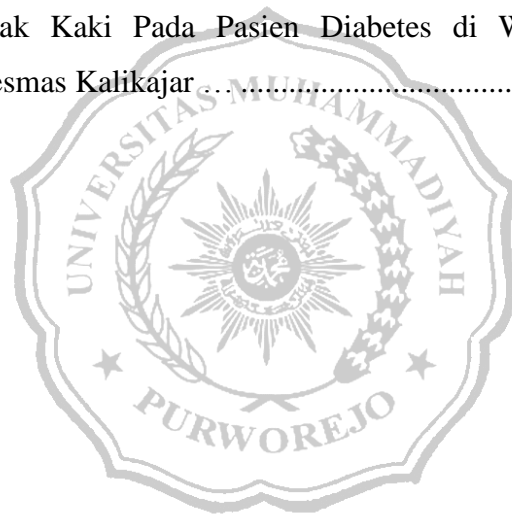 ak Kaki Pada Pasien Diabetes di W
esmas Kalikajar … ..................................
UNIVERSITAS MUHAMMADIYAH
PURWOREJO